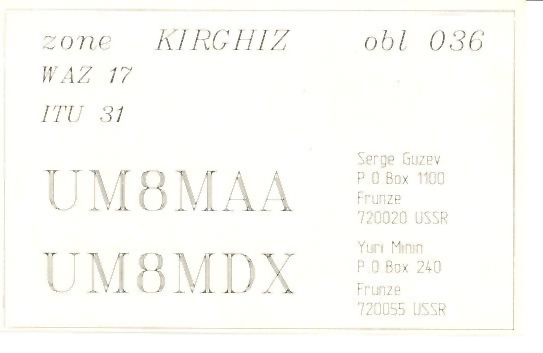 zone KIRGHIZ obl 036
WAZ 17
ITU 31
UM8MAA
Serge Guzev
P O Box 1100
Frunze
720020 USSR
UM8MDX
Yuri Minin
P O Box 240
Frunze
720055 USSR